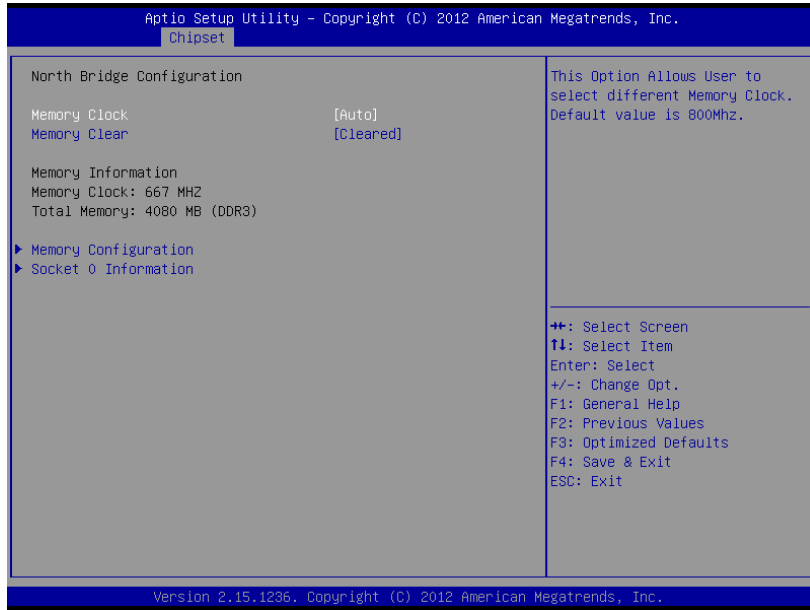 Aptio Setup Utility – Copyright (C) 2012 American Megatrends, Inc.
Chipset
North Bridge Configuration
Memory Clock [Auto]
Memory Clear [Cleared]
Memory Information
Memory Clock: 667 MHZ
Total Memory: 4080 MB (DDR3)
Memory Configuration
Socket 0 Information
This Option Allows User to
select different Memory Clock.
Default value is 800Mhz.
→←: Select Screen
↑↓: Select Item
Enter: Select
+/-: Change Opt.
F1: General Help
F2: Previous Values
F3: Optimized Defaults
F4: Save & Exit
ESC: Exit
Version 2.15.1236. Copyright (C) 2012 American Megatrends, Inc.